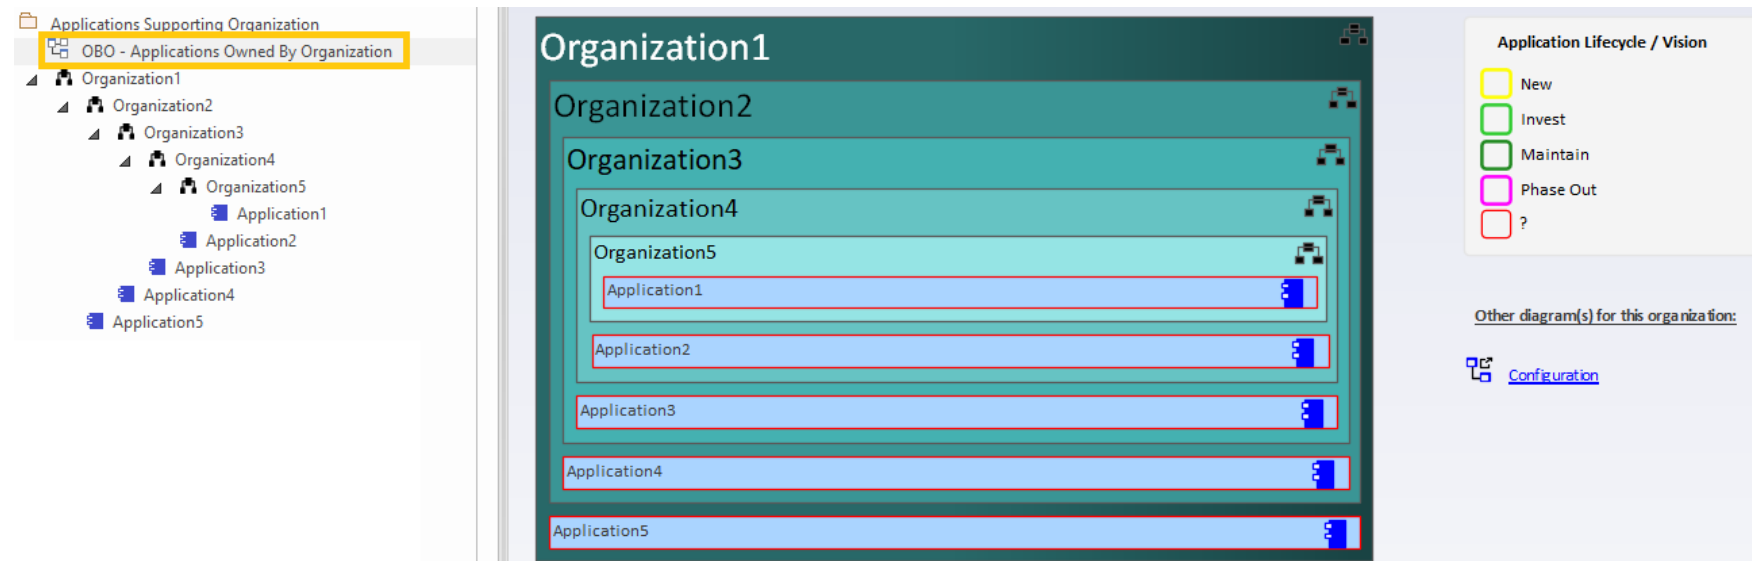 Applications Supporting Organization
OBO - Applications Owned By Organization
Organization1
Organization2
Organization3
Organization4
Organization5
Application1
Application2
Application3
Application4
Application5
Organization1
Organization2
Organization3
Organization4
Organization5
Application1
Application2
Application3
Application4
Application5
Application Lifecycle / Vision
New
Invest
Maintain
Phase Out
?
Other diagram(s) for this organization:
Configuration